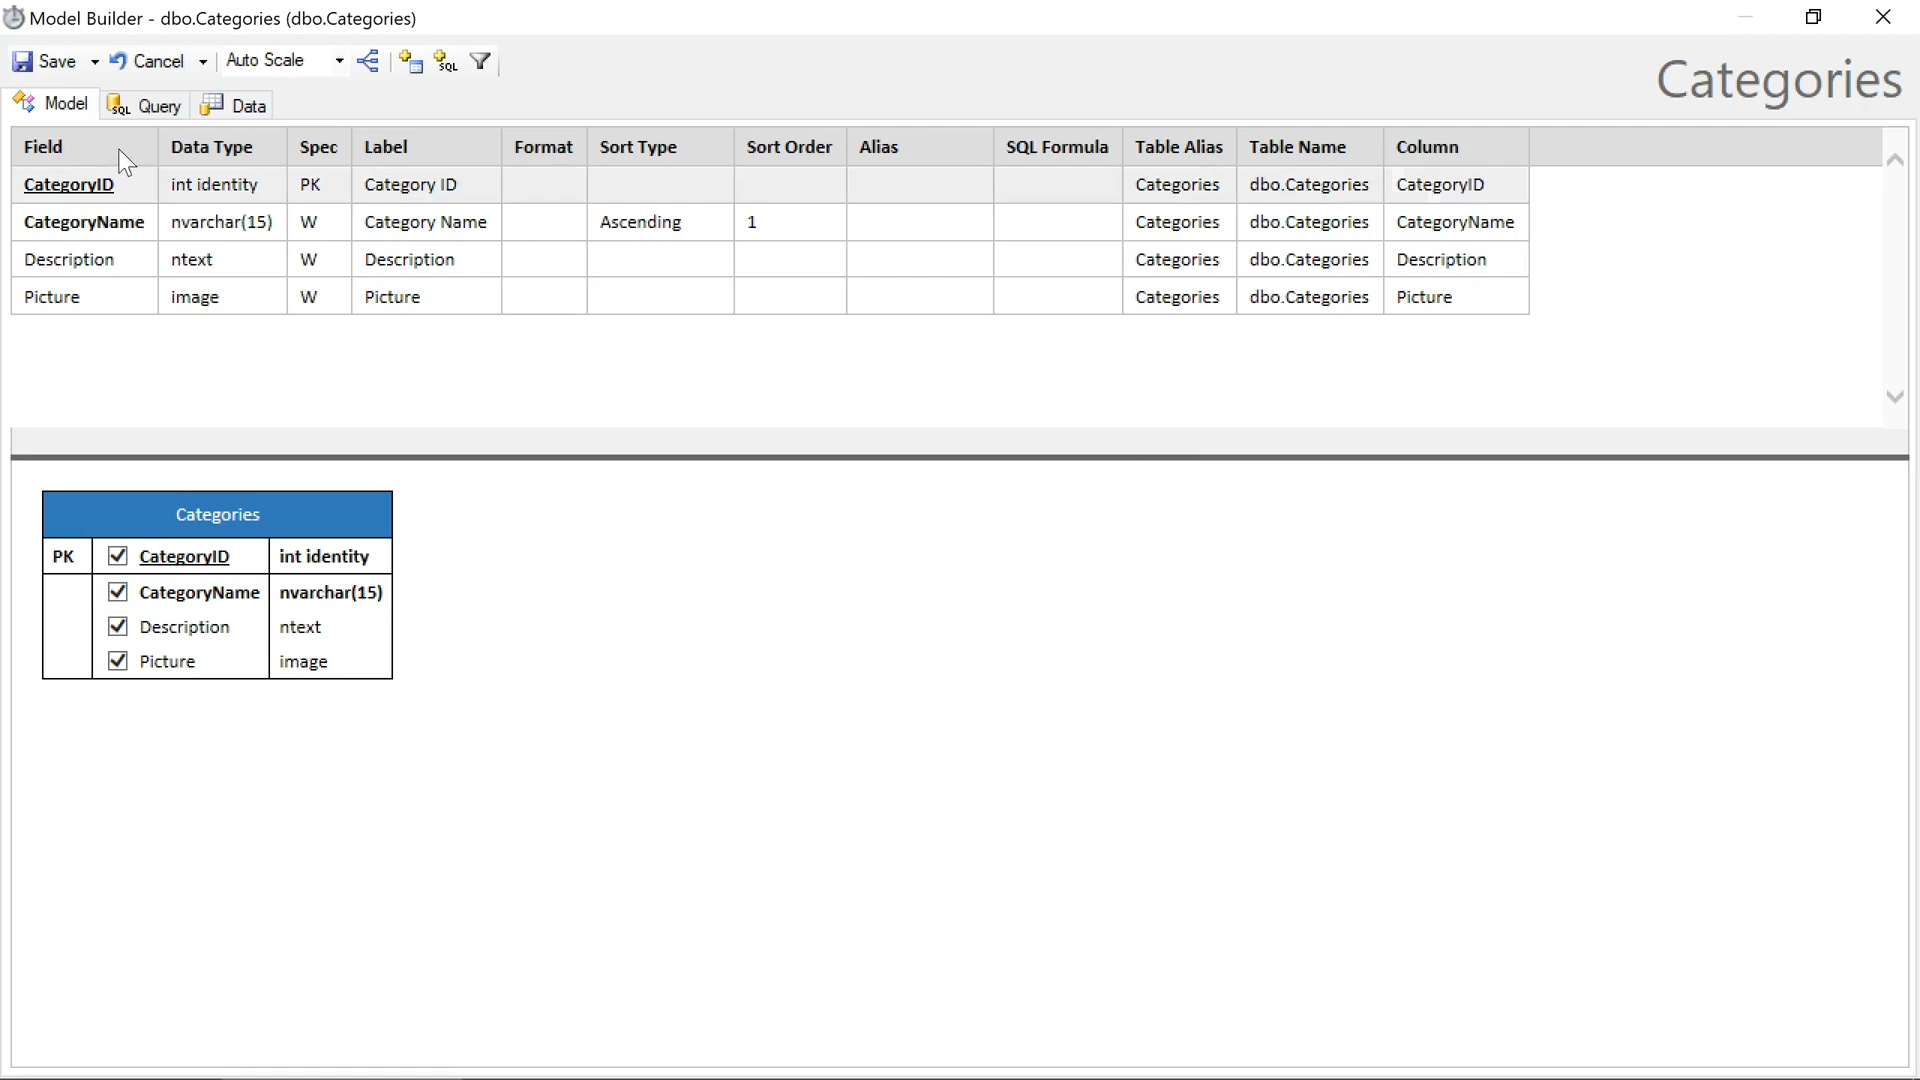 Model Builder - dbo.Categories (dbo.Categories)
Save Cancel Auto Scale SQL
Categories
Model SQL Query Data
Field Data Type Spec Label Format Sort Type Sort Order Alias SQL Formula Table Alias Table Name Column
CategoryID int identity PK Category ID Categories dbo.Categories CategoryID
CategoryName nvarchar(15) W Category Name Ascending 1 Categories dbo.Categories CategoryName
Description ntext W Description Categories dbo.Categories Description
Picture image W Picture Categories dbo.Categories Picture
Categories
PK CategoryID int identity
CategoryName nvarchar(15)
Description ntext
Picture image